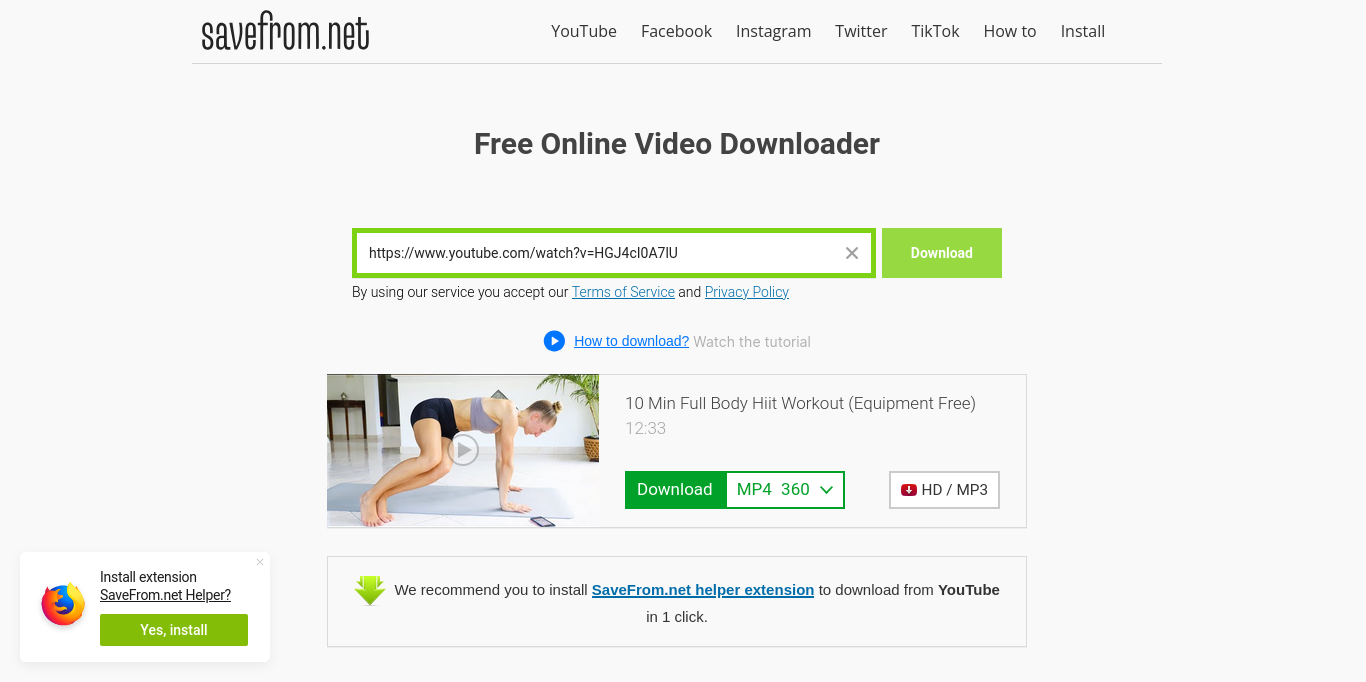 savefrom.net
YouTube Facebook Instagram Twitter TikTok How to Install
Free Online Video Downloader
https://www.youtube.com/watch?v=HGJ4cl0A7lU
Download
By using our service you accept our Terms of Service and Privacy Policy
How to download? Watch the tutorial
10 Min Full Body Hiit Workout (Equipment Free)
12:33
Download MP4 360
HD / MP3
We recommend you to install SaveFrom.net helper extension to download from YouTube
in 1 click.
Install extension
SaveFrom.net Helper?
Yes, install